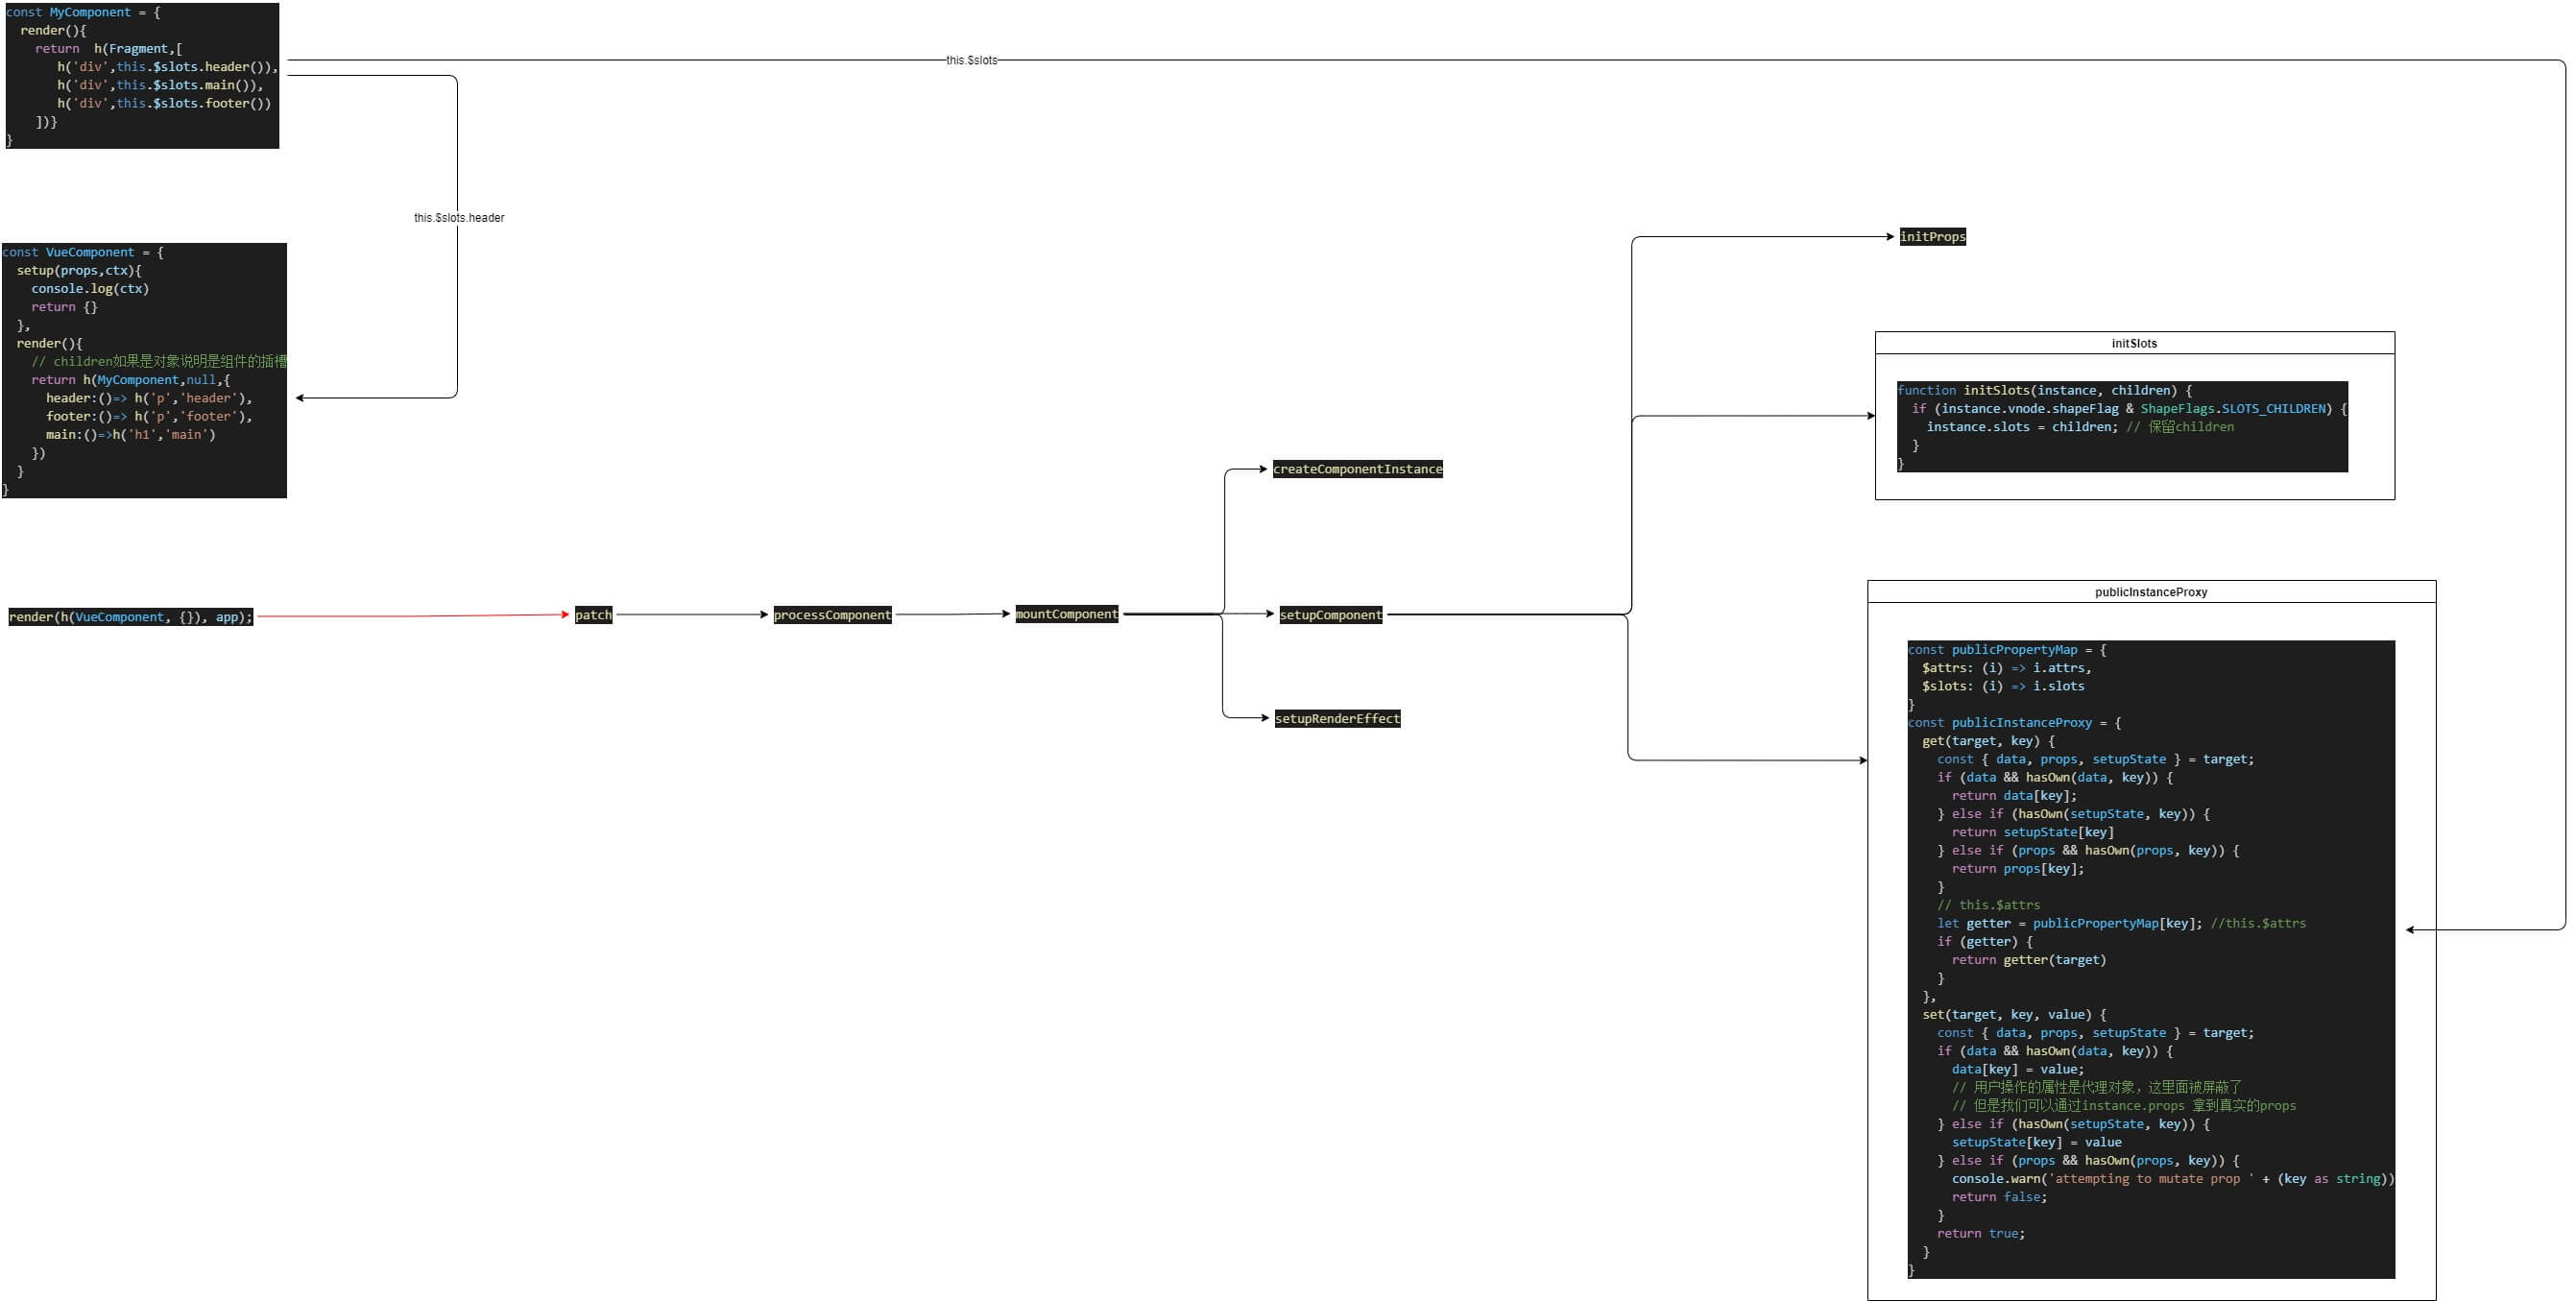 const MyComponent = {
  render(){
    return  h(Fragment,[
       h('div',this.$slots.header()),
       h('div',this.$slots.main()),
       h('div',this.$slots.footer())
    ])}
}
this.$slots
this.$slots.header
const VueComponent = {
  setup(props,ctx){
    console.log(ctx)
    return {}
  },
  render(){
    // children如果是对象说明是组件的插槽
    return h(MyComponent,null,{
      header:()=> h('p','header'),
      footer:()=> h('p','footer'),
      main:()=>h('h1','main')
    })
  }
}
render(h(VueComponent, {}), app);
patch
processComponent
mountComponent
createComponentInstance
setupComponent
setupRenderEffect
initProps
initSlots
function initSlots(instance, children) {
  if (instance.vnode.shapeFlag & ShapeFlags.SLOTS_CHILDREN) {
    instance.slots = children; // 保留children
  }
}
publicInstanceProxy
const publicPropertyMap = {
  $attrs: (i) => i.attrs,
  $slots: (i) => i.slots
}
const publicInstanceProxy = {
  get(target, key) {
    const { data, props, setupState } = target;
    if (data && hasOwn(data, key)) {
      return data[key];
    } else if (hasOwn(setupState, key)) {
      return setupState[key]
    } else if (props && hasOwn(props, key)) {
      return props[key];
    }
    // this.$attrs
    let getter = publicPropertyMap[key]; //this.$attrs
    if (getter) {
      return getter(target)
    }
  },
  set(target, key, value) {
    const { data, props, setupState } = target;
    if (data && hasOwn(data, key)) {
      data[key] = value;
      // 用户操作的属性是代理对象，这里面被屏蔽了
      // 但是我们可以通过instance.props 拿到真实的props
    } else if (hasOwn(setupState, key)) {
      setupState[key] = value
    } else if (props && hasOwn(props, key)) {
      console.warn('attempting to mutate prop ' + (key as string))
      return false;
    }
    return true;
  }
}